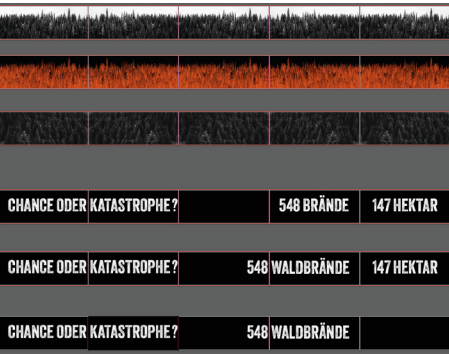 CHANCE ODER KATASTROPHE? 548 BRÄNDE 147 HEKTAR
CHANCE ODER KATASTROPHE? 548 WALDBRÄNDE 147 HEKTAR
CHANCE ODER KATASTROPHE? 548 WALDBRÄNDE